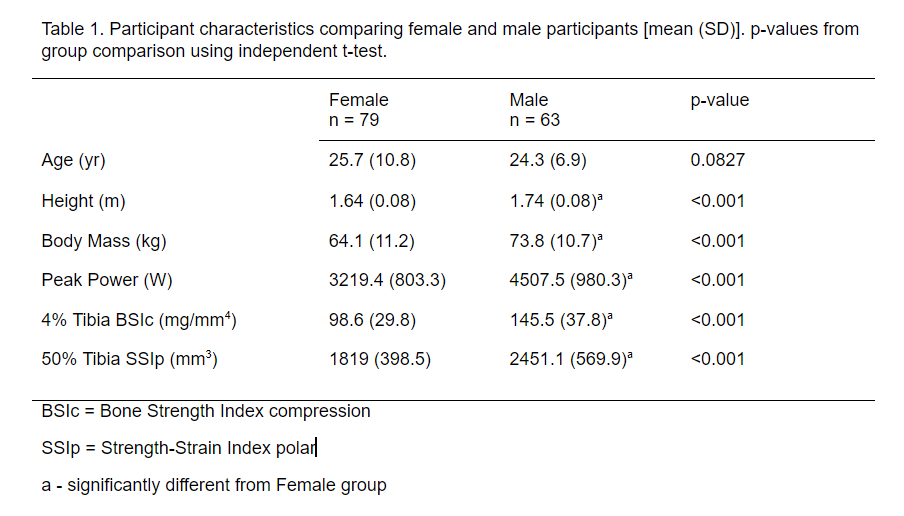 Table 1. Participant characteristics comparing female and male participants [mean (SD)]. p-values from
group comparison using independent t-test.
Female Male p-value
n = 79 n = 63
Age (yr) 25.7 (10.8) 24.3 (6.9) 0.0827
Height (m) 1.64 (0.08) 1.74 (0.08)ᵃ <0.001
Body Mass (kg) 64.1 (11.2) 73.8 (10.7)ᵃ <0.001
Peak Power (W) 3219.4 (803.3) 4507.5 (980.3)ᵃ <0.001
4% Tibia BSIc (mg/mm⁴) 98.6 (29.8) 145.5 (37.8)ᵃ <0.001
50% Tibia SSIp (mm³) 1819 (398.5) 2451.1 (569.9)ᵃ <0.001
BSIc = Bone Strength Index compression
SSIp = Strength-Strain Index polar
a - significantly different from Female group